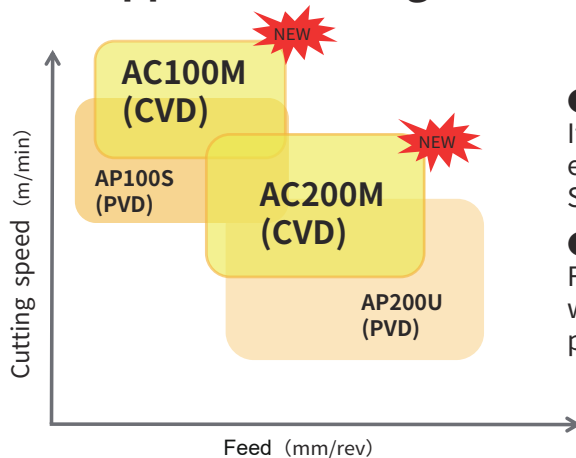 NEW
AC100M
(CVD)
NEW
AP100S
(PVD)
AC200M
(CVD)
AP200U
(PVD)
Cutting speed (m/min)
Feed (mm/rev)